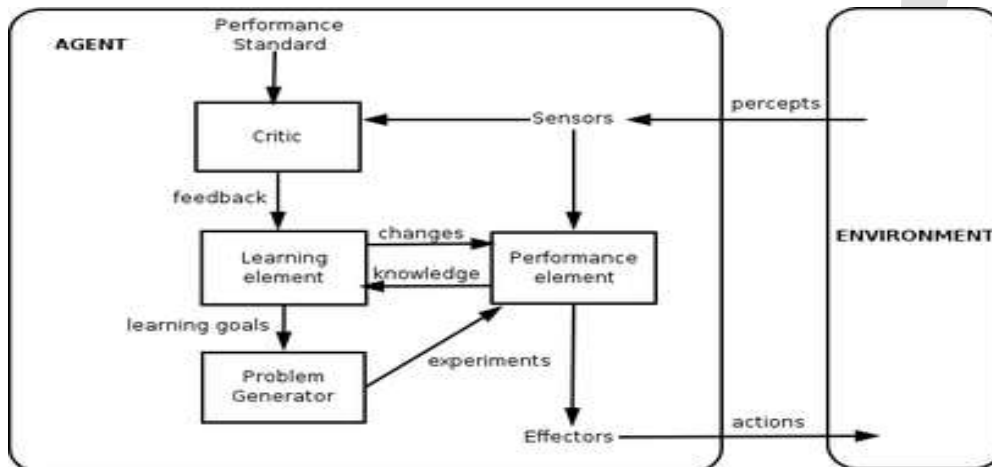 Performance
Standard
AGENT
percepts
Sensors
Critic
feedback
changes
ENVIRONMENT
Learning
element
Performance
element
knowledge
learning goals
experiments
Problem
Generator
actions
Effectors